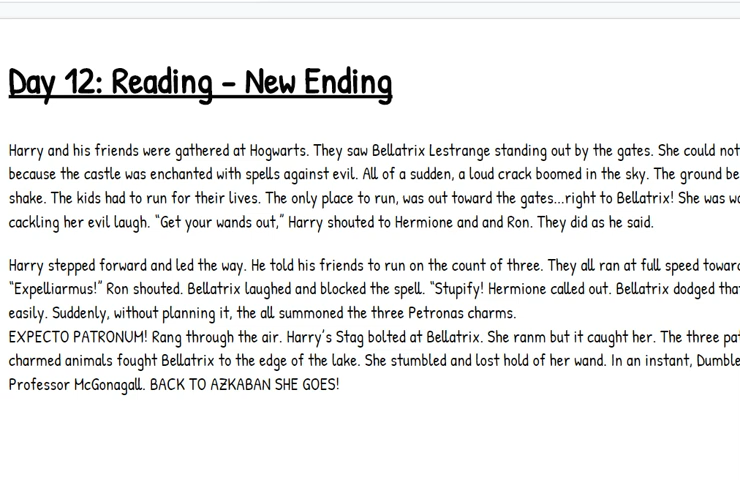 Day 12: Reading - New Ending
Harry and his friends were gathered at Hogwarts. They saw Bellatrix Lestrange standing out by the gates. She could not
because the castle was enchanted with spells against evil. All of a sudden, a loud crack boomed in the sky. The ground
shake. The kids had to run for their lives. The only place to run, was out toward the gates...right to Bellatrix! She was
cackling her evil laugh. “Get your wands out,” Harry shouted to Hermione and and Ron. They did as he said.
Harry stepped forward and led the way. He told his friends to run on the count of three. They all ran at full speed
“Expelliarmus!” Ron shouted. Bellatrix laughed and blocked the spell. “Stupify! Hermione called out. Bellatrix dodged
easily. Suddenly, without planning it, the all summoned the three Petronas charms.
EXPECTO PATRONUM! Rang through the air. Harry’s Stag bolted at Bellatrix. She ranm but it caught her. The three
charmed animals fought Bellatrix to the edge of the lake. She stumbled and lost hold of her wand. In an instant,
Professor McGonagall. BACK TO AZKABAN SHE GOES!